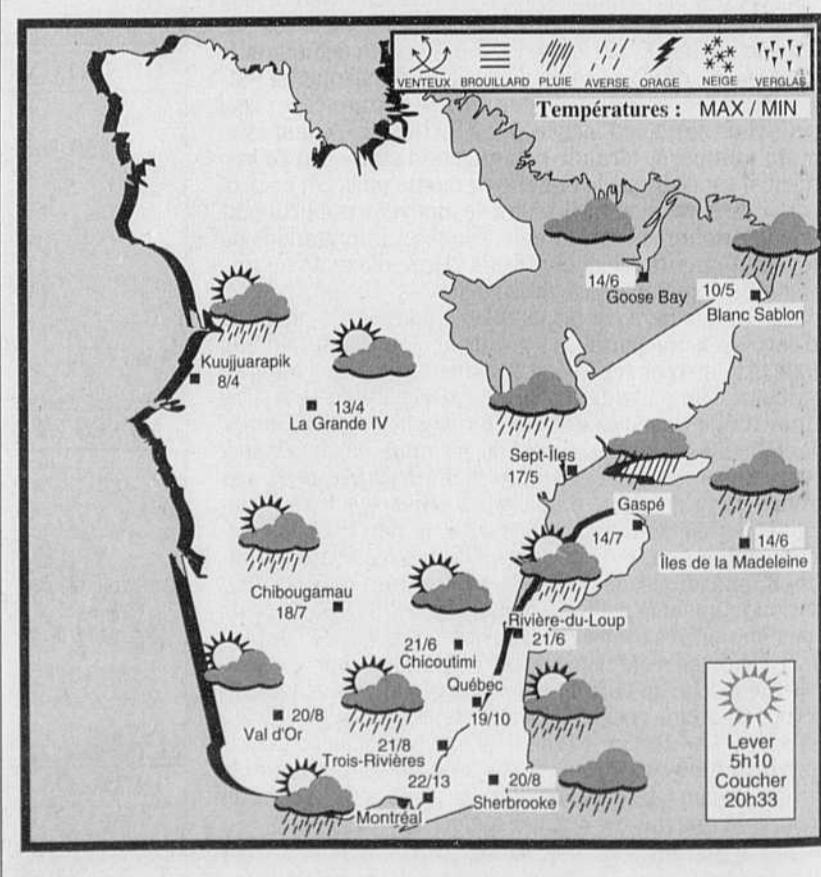 VENTEUX BROUILLARD PLUIE AVERSE ORAGE NEIGE VERGLAS
Températures : MAX / MIN
14/6
Goose Bay
10/5
Blanc Sablon
Kuujjuarapik
8/4
13/4
La Grande IV
Sept-Îles
17/5
Gaspé
14/7
14/6
Îles de la Madeleine
Chibougamau
18/7
Rivière-du-Loup
21/6
21/6
Chicoutimi
Québec
19/10
20/8
Val d'Or
21/8
Trois-Rivières
22/13
Montréal
20/8
Sherbrooke
Lever
5h10
Coucher
20h33